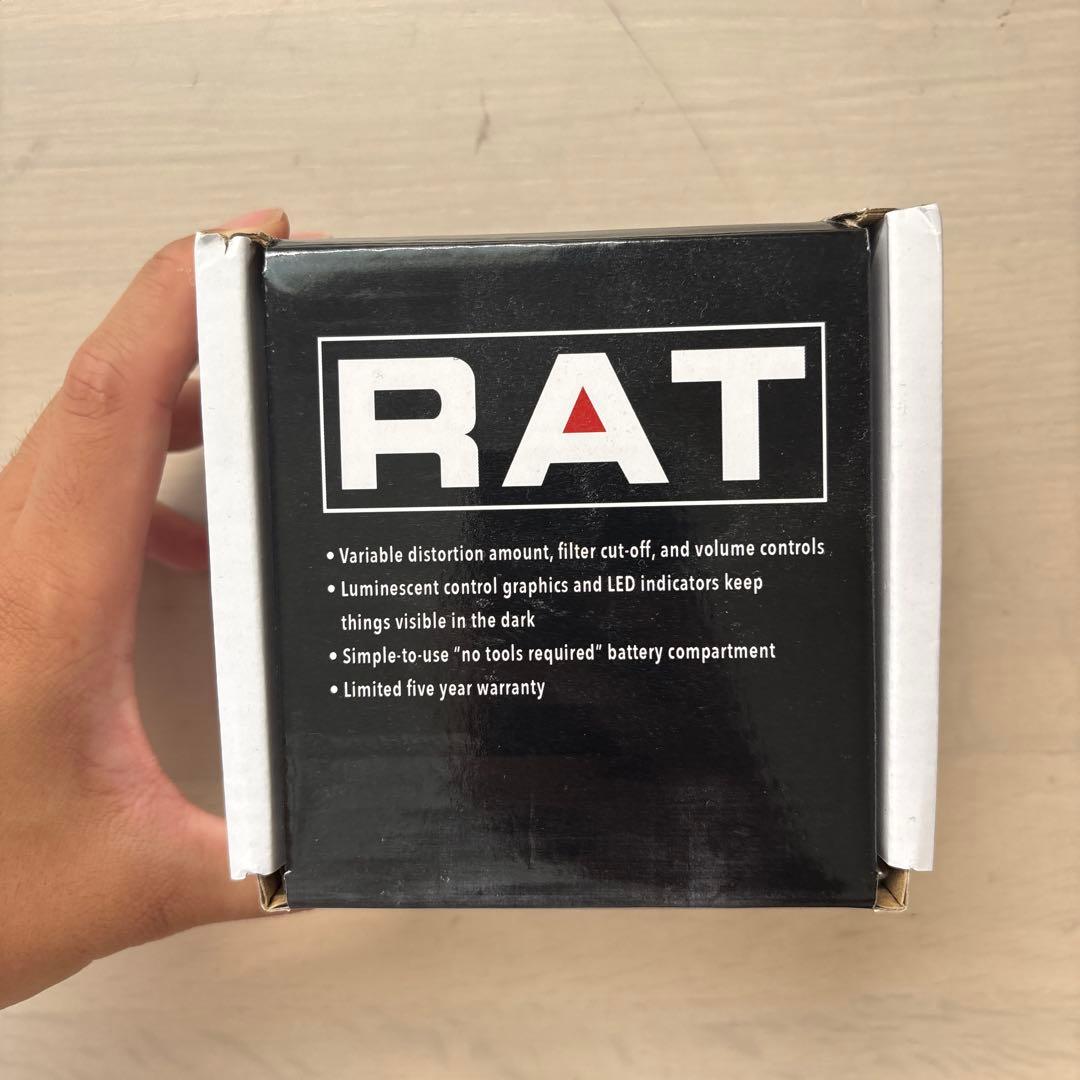 RAT
• Variable distortion amount, filter cut-off, and volume controls
• Luminescent control graphics and LED indicators keep
things visible in the dark
• Simple-to-use “no tools required” battery compartment
• Limited five year warranty